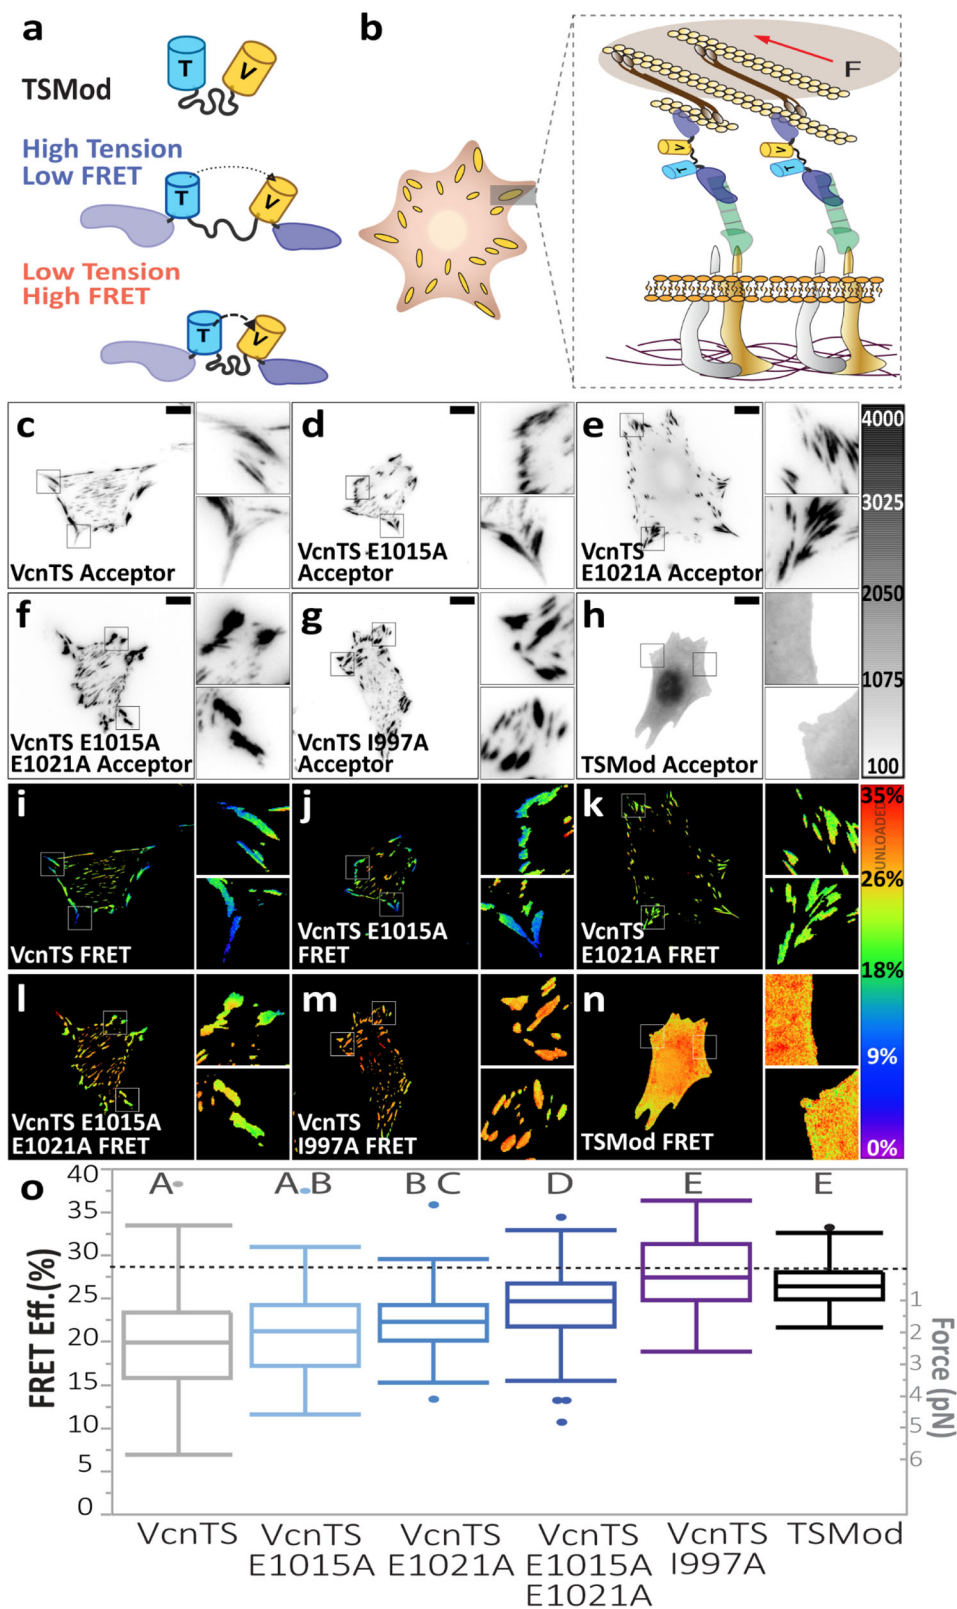 a
b
TSMod
T
V
High Tension
Low FRET
T
V
Low Tension
High FRET
T
V
F
V
T
V
T
c
VcnTS Acceptor
d
VcnTS E1015A
Acceptor
e
VcnTS
E1021A Acceptor
4000
3025
2050
1075
100
f
VcnTS E1015A
E1021A Acceptor
g
VcnTS I997A
Acceptor
h
TSMod Acceptor
i
VcnTS FRET
j
VcnTS E1015A
FRET
k
VcnTS
E1021A FRET
35%
UNLOADED
26%
18%
9%
0%
l
VcnTS E1015A
E1021A FRET
m
VcnTS
I997A FRET
n
TSMod FRET
o
A
A B
B C
D
E
E
FRET Eff.(%)
40
35
30
25
20
15
10
5
0
1
2
3
4
5
6
Force (pN)
VcnTS
VcnTS
E1015A
VcnTS
E1021A
VcnTS
E1015A
E1021A
VcnTS
I997A
TSMod